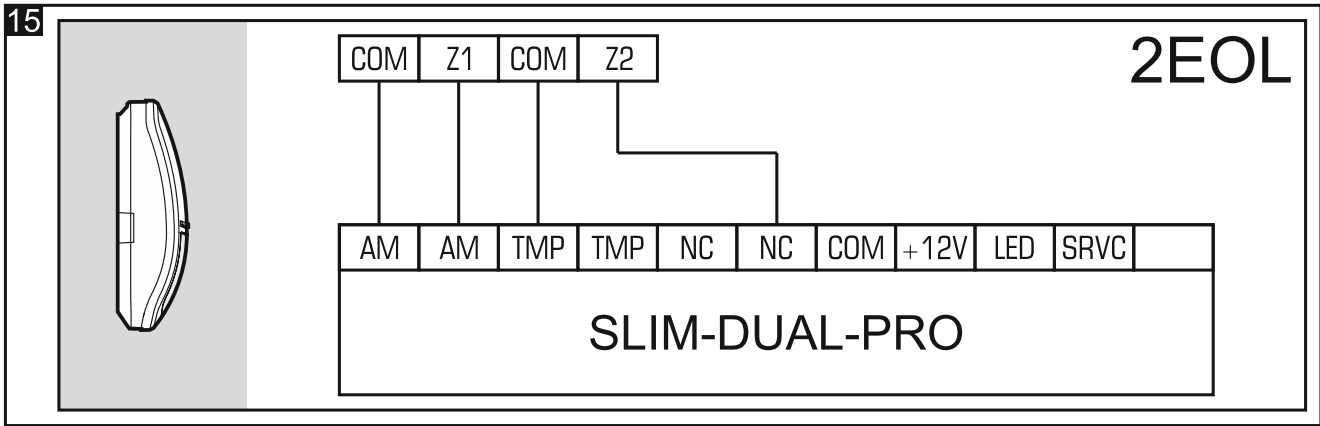 15
COM Z1 COM Z2
2EOL
AM AM TMP TMP NC NC COM +12V LED SRVC
SLIM-DUAL-PRO